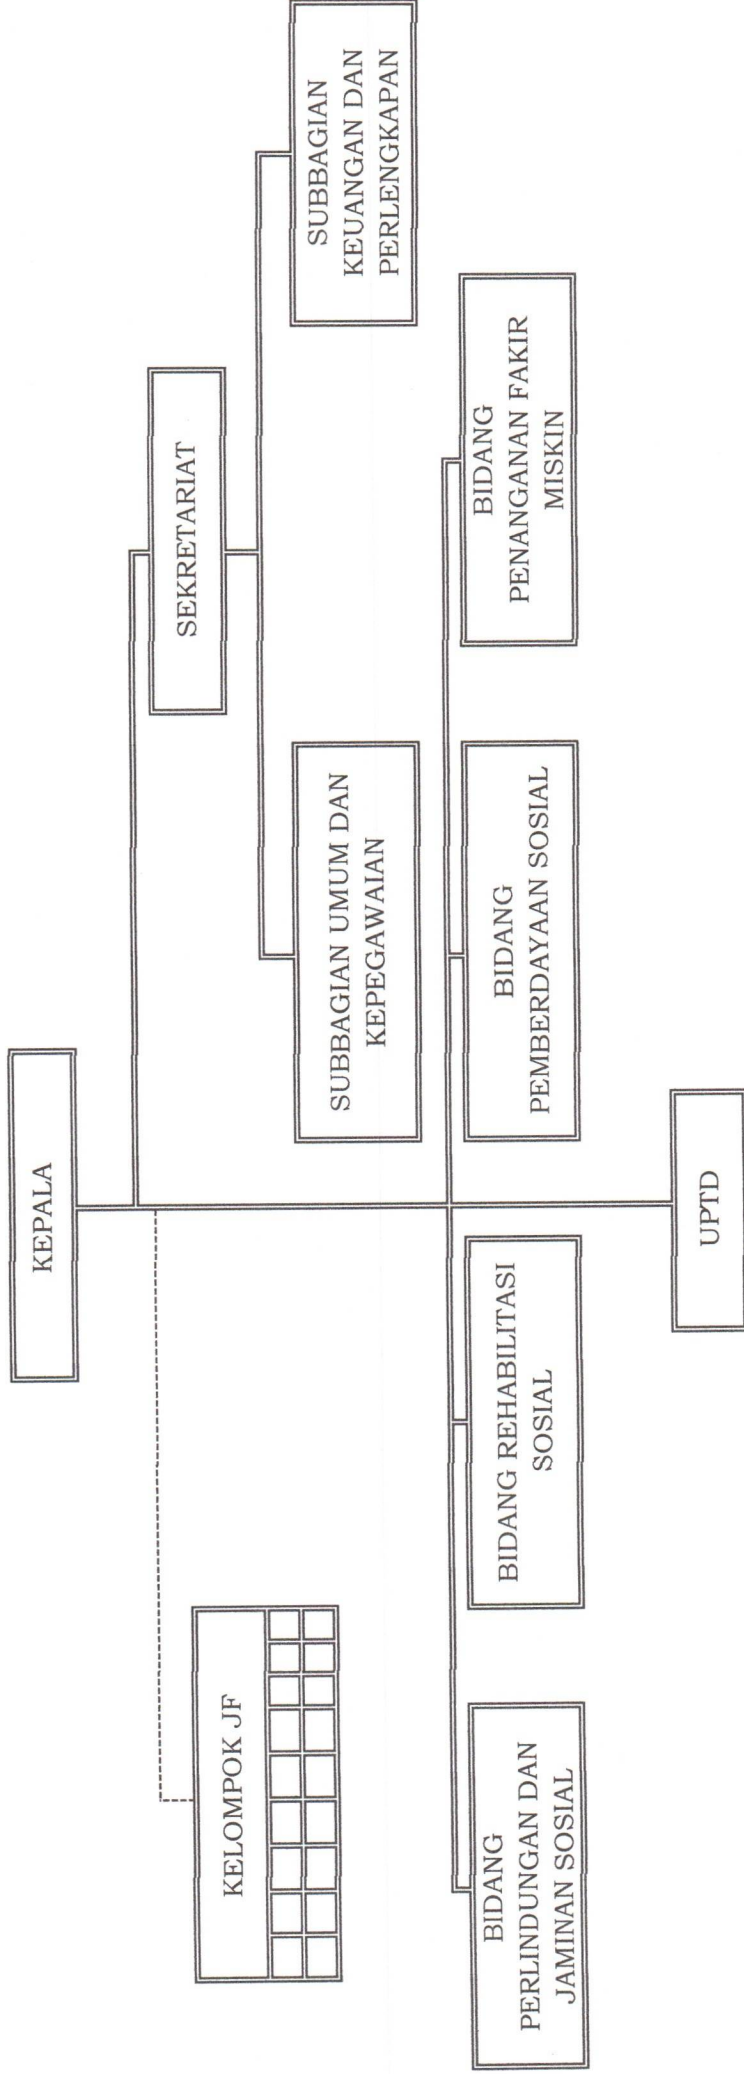 KEPALA
KELOMPOK JF
SEKRETARIAT
SUBBAGIAN UMUM DAN
KEPEGAWAIAN
SUBBAGIAN
KEUANGAN DAN
PERLENGKAPAN
BIDANG
PERLINDUNGAN DAN
JAMINAN SOSIAL
BIDANG REHABILITASI
SOSIAL
BIDANG
PEMBERDAYAAN SOSIAL
BIDANG
PENANGANAN FAKIR
MISKIN
UPTD